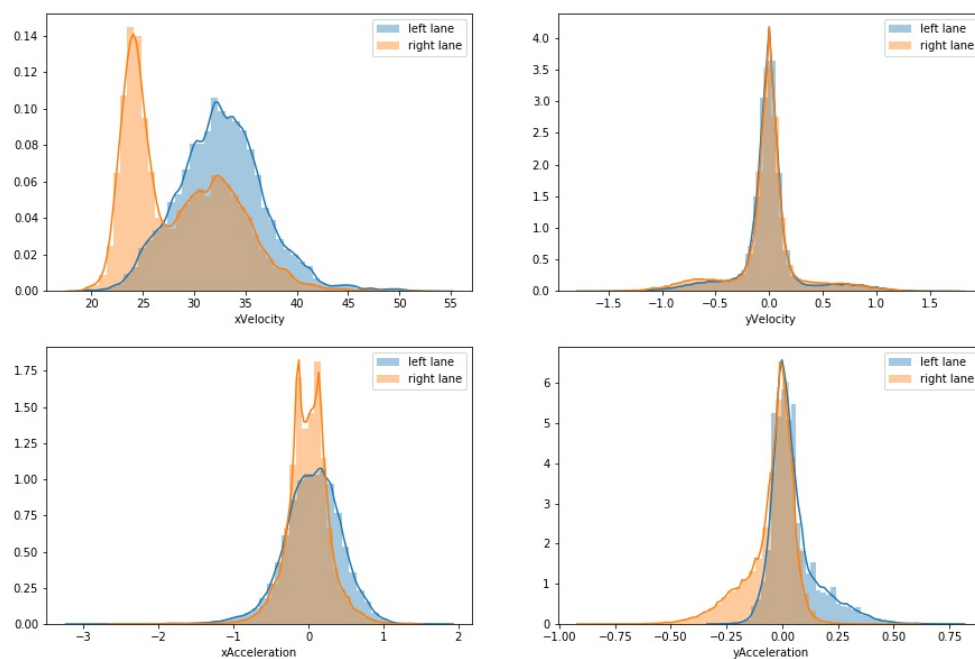 0.14
0.12
0.10
0.08
0.06
0.04
0.02
0.00
20 25 30 35 40 45 50 55
xVelocity
left lane
right lane
4.0
3.5
3.0
2.5
2.0
1.5
1.0
0.5
0.0
−1.5 −1.0 −0.5 0.0 0.5 1.0 1.5
yVelocity
left lane
right lane
1.75
1.50
1.25
1.00
0.75
0.50
0.25
0.00
−3 −2 −1 0 1 2
xAcceleration
left lane
right lane
6
5
4
3
2
1
0
−1.00 −0.75 −0.50 −0.25 0.00 0.25 0.50 0.75
yAcceleration
left lane
right lane